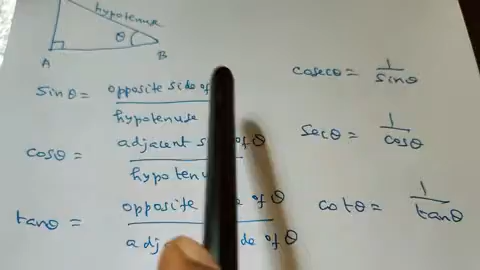 hypotenuse
θ
A
B
sinθ = opposite side of
hypotenuse
cosθ = adjacent s of θ
hypotenu
tanθ = opposite of θ
adja de of θ
cosecθ = 1
sinθ
secθ = 1
cosθ
cotθ = 1
tanθ